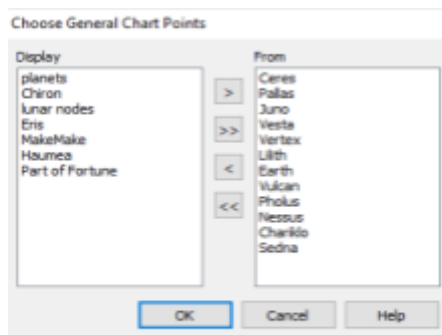 Choose General Chart Points
Display
planets
Chiron
lunar nodes
Eris
MakeMake
Haumea
Part of Fortune
>
>>
<
<<
From
Ceres
Pallas
Juno
Vesta
Vertex
Lilith
Earth
Vulcan
Pholus
Nessus
Chariklo
Sedna
OK Cancel Help